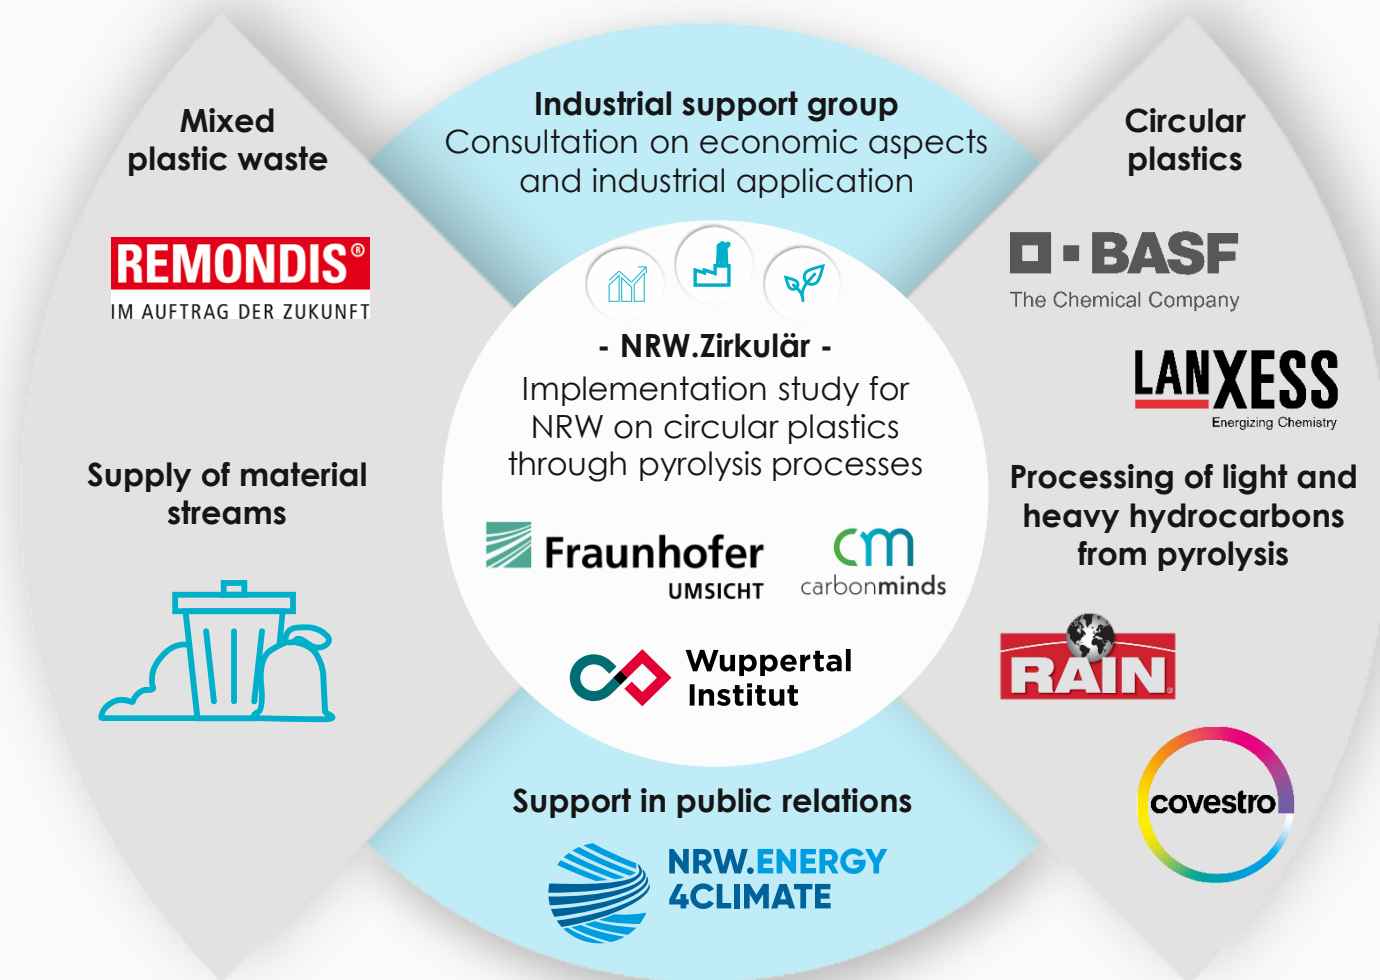 Mixed
plastic waste
REMONDIS®
IM AUFTRAG DER ZUKUNFT
Supply of material
streams
Industrial support group
Consultation on economic aspects
and industrial application
- NRW.Zirkulär -
Implementation study for
NRW on circular plastics
through pyrolysis processes
Fraunhofer
UMSICHT
cm
carbonminds
Wuppertal
Institut
Support in public relations
NRW.ENERGY
4CLIMATE
Circular
plastics
BASF
The Chemical Company
LANXESS
Energizing Chemistry
Processing of light and
heavy hydrocarbons
from pyrolysis
RAIN®
covestro